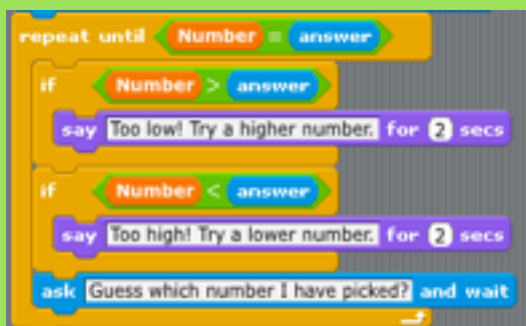 repeat until Number = answer
if Number > answer
say Too low! Try a higher number. for 2 secs
if Number < answer
say Too high! Try a lower number. for 2 secs
ask Guess which number I have picked? and wait